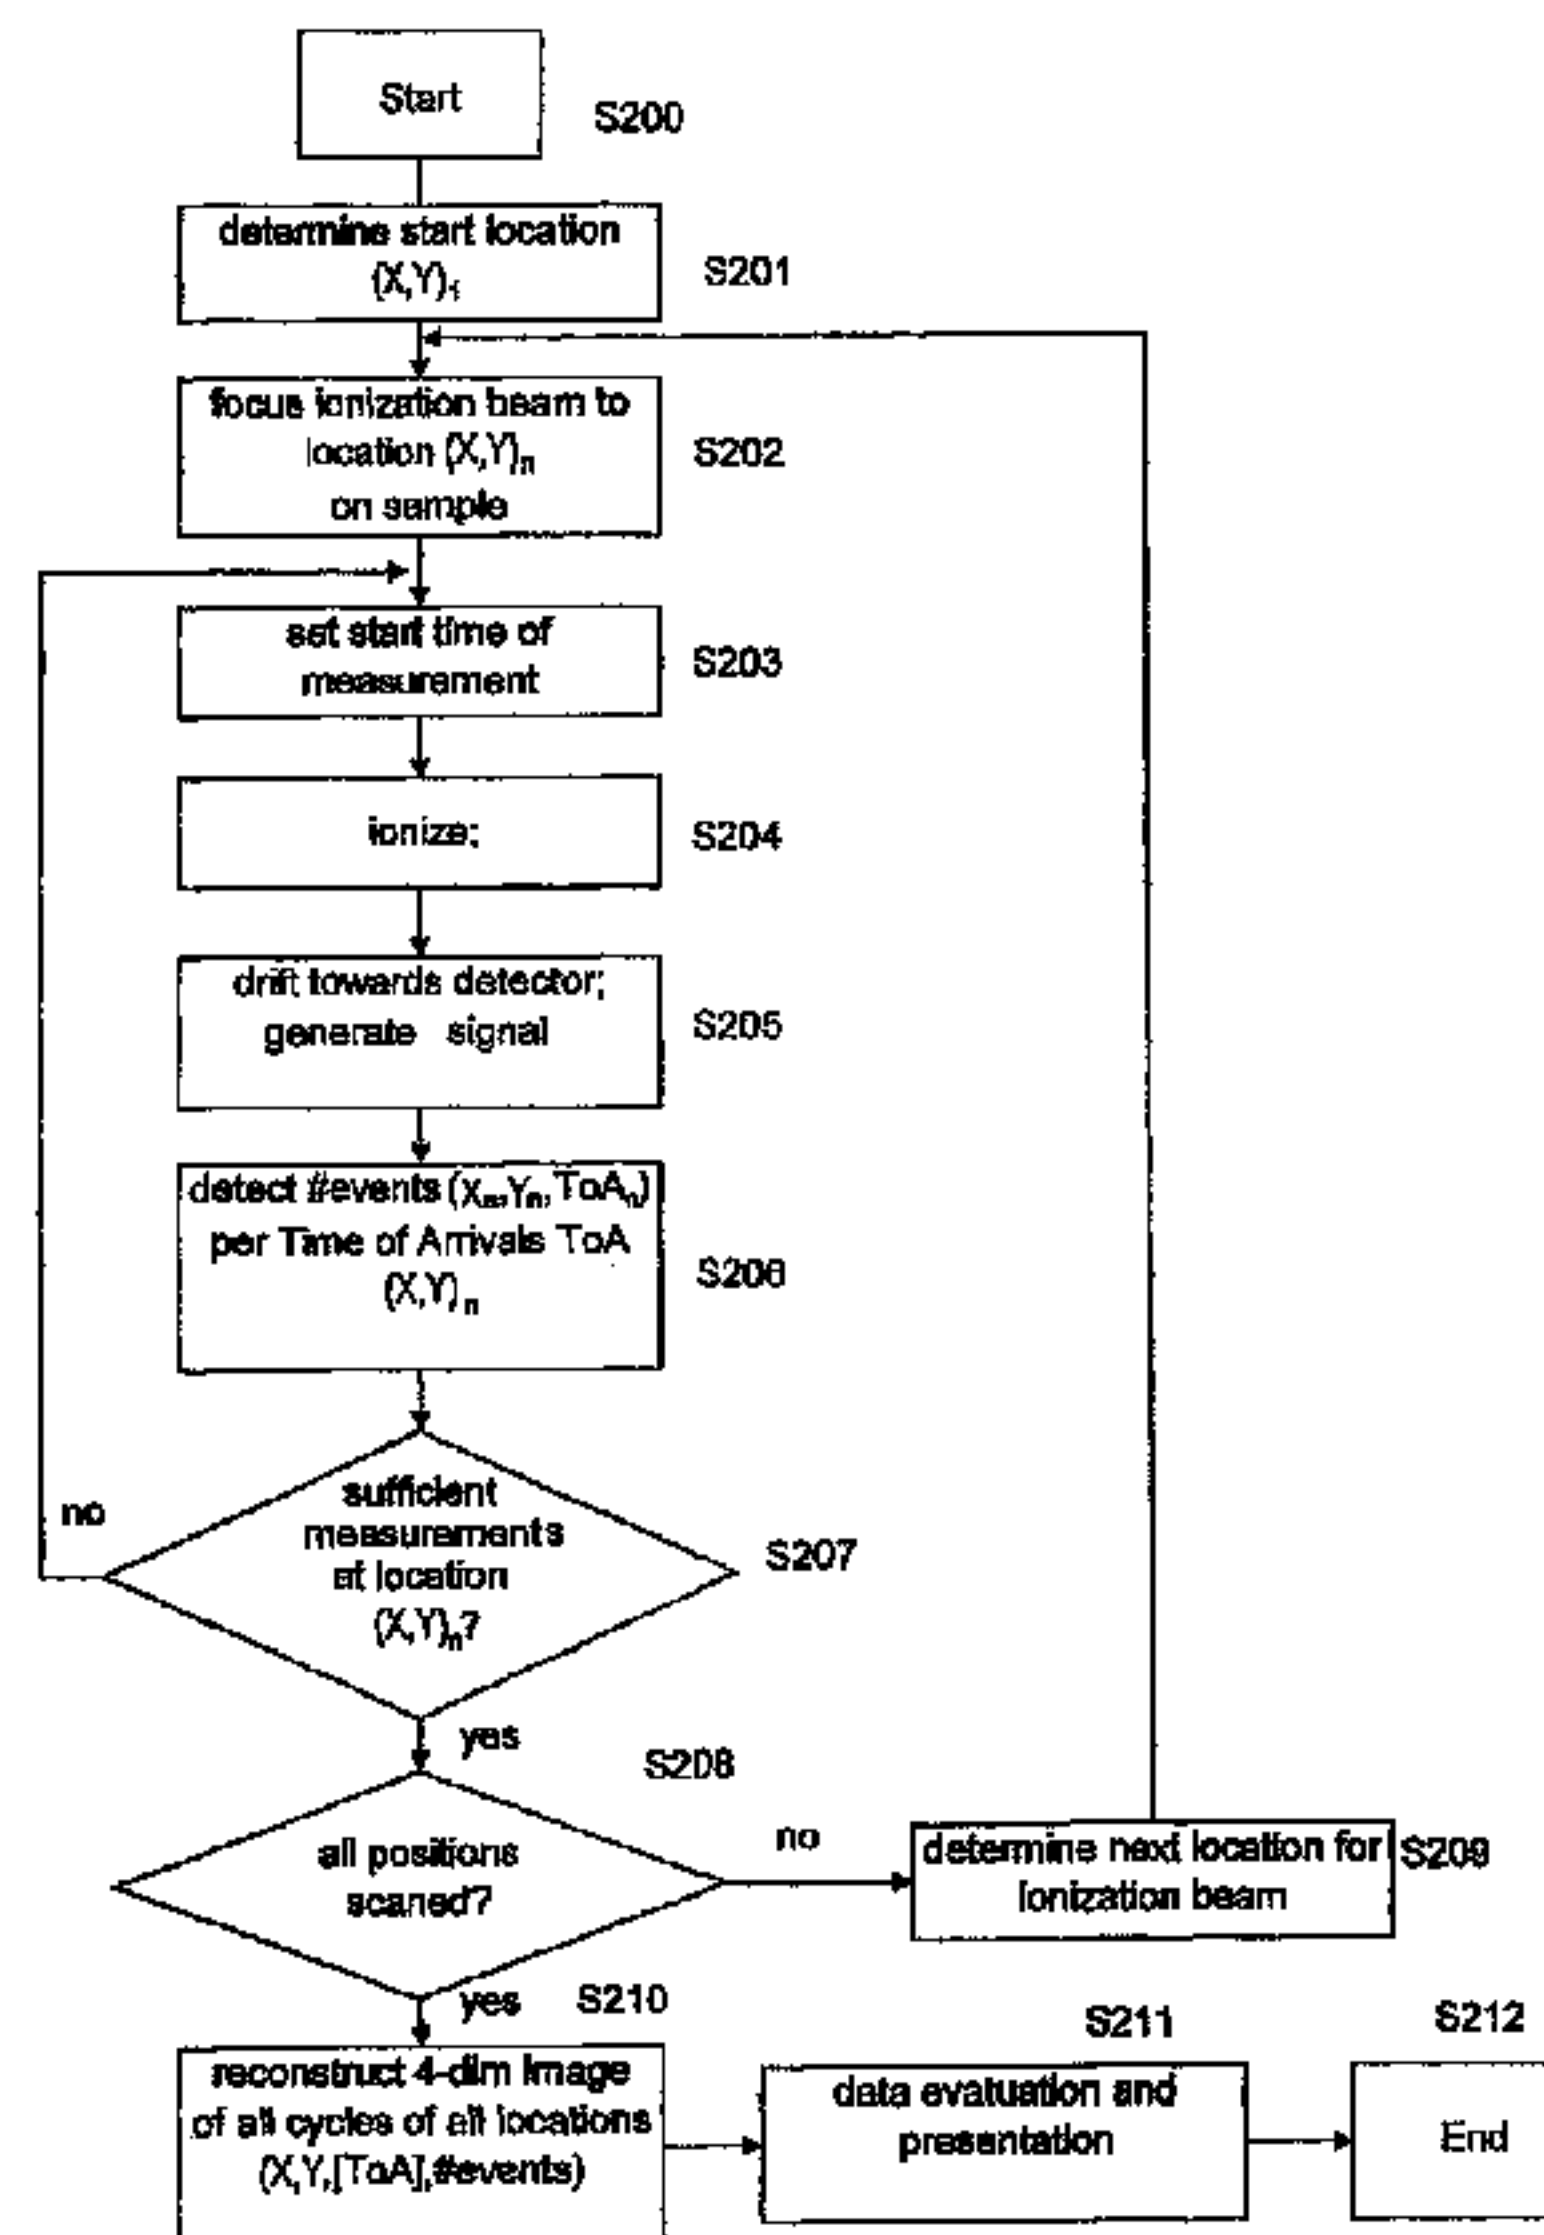 Start
S200
determine start location
(X,Y)₁
S201
focus ionization beam to
location (X,Y)ₙ
on sample
S202
set start time of
measurement
S203
ionize;
S204
drift towards detector;
generate signal
S205
detect #events (xₙ,Yₙ,ToAₙ)
per Time of Arrivals ToA
(X,Y)ₙ
S206
sufficient
measurements
at location
(X,Y)ₙ?
S207
no
yes
S208
all positions
scaned?
no
determine next location for
ionization beam
S209
yes
S210
reconstruct 4-dim image
of all cycles of all locations
(X,Y,[ToA],#events)
S211
data evaluation and
presentation
S212
End